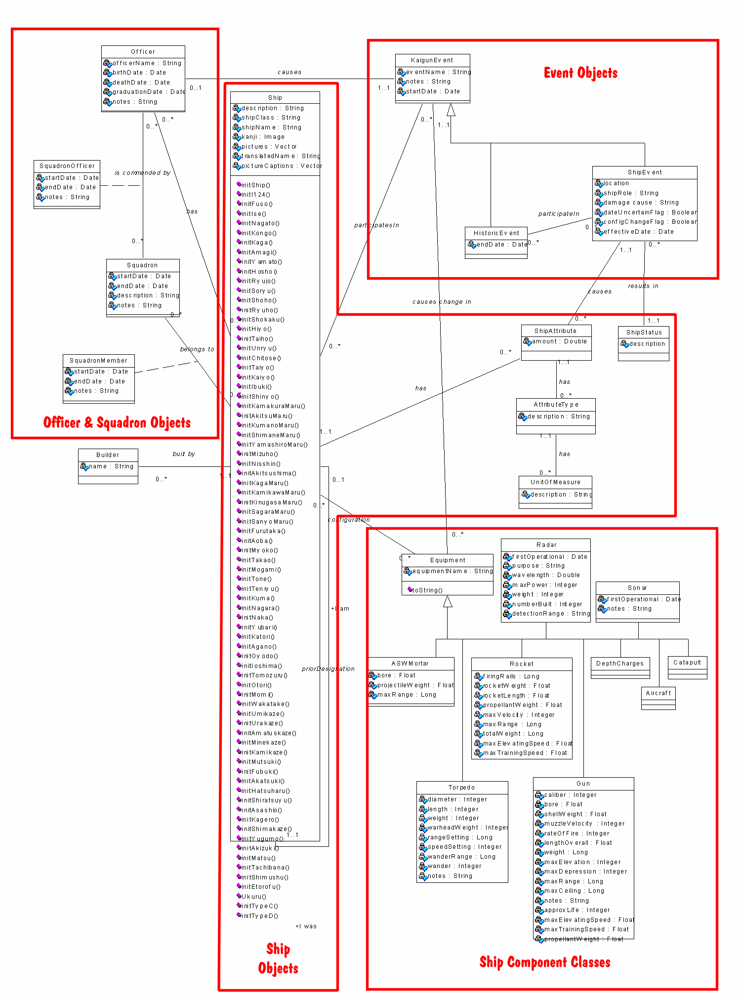 Officer
officerName : String
birthDate : Date
deathDate : Date
graduationDate : Date
notes : String
causes
0..1
1..1
0..*
0..*
SquadronOfficer
startDate : Date
endDate : Date
notes : String
is commanded by
has
0..*
Squadron
startDate : Date
endDate : Date
description : String
notes : String
0..*
belongs to
SquadronMember
startDate : Date
endDate : Date
notes : String
0..*
Officer & Squadron Objects
Builder
name : String
built by
0..*
1..1
Ship
description : String
shipClass : String
shipName : String
kanji : Image
pictures : Vector
translatedName : String
pictureCaptions : Vector
initShip()
initI124()
initFuso()
initIse()
initNagato()
initKongo()
initKaga()
initAmagi()
initYamato()
initHosho()
initRyujo()
initSoryu()
initShoho()
initRyuho()
initShokaku()
initHiyo()
initTaiho()
initUnryu()
initChitose()
initTaiyo()
initKaiyo()
initIbuki()
initShinyo()
initKamakuraMaru()
initAkitsuMaru()
initKumanoMaru()
initShimaneMaru()
initYamashiroMaru()
initMizuho()
initNisshin()
initAkitsushima()
initKagaMaru()
initKamikawaMaru()
initKinugasaMaru()
initSagaraMaru()
initSanyoMaru()
initFurutaka()
initAoba()
initMyoko()
initTakao()
initMogami()
initTone()
initTenryu()
initKuma()
initNagara()
initNaka()
initYubari()
initKatori()
initAgano()
initOyodo()
initIoshima()
initTomozuru()
initOtori()
initMomi()
initWakatake()
initUmikaze()
initUrakaze()
initAmatuskaze()
initMinekaze()
initKamikaze()
initMutsuki()
initFubuki()
initAkatsuki()
initHatsuharu()
initShiratsuyu()
initAsashio()
initKagero()
initShimakaze()
initYugumo()
initAkizuki()
initMatsu()
initTachibana()
initShimushu()
initEtorofu()
Ukuru()
initTypeC()
initTypeD()
1..1
+I was
priorDesignation
+I am
0..1
Ship
Objects
KaigunEvent
eventName : String
notes : String
startDate : Date
Event Objects
0..*
1..1
participatesIn
0..*
causes change in
ShipEvent
location
shipRole : String
damage cause : String
dateUncertainFlag : Boolean
configChangeFlag : Boolean
effectiveDate : Date
participateIn
0..1
0..*
HistoricEvent
endDate : Date
1..1
0..*
causes
results in
0..*
1..1
ShipAttribute
amount : Double
ShipStatus
description
0..*
has
1..1
1..1
has
0..*
AttributeType
description : String
1..1
has
0..*
UnitOfMeasure
description : String
0..*
configuration
0..*
0..*
Equipment
equipmentName : String
toString()
Radar
firstOperational : Date
purpose : String
wavelength : Double
maxPower : Integer
weight : Integer
numberBuilt : Integer
detectionRange : String
Sonar
firstOperational : Date
notes : String
ASWMortar
bore : Float
projectileWeight : Float
maxRange : Long
Rocket
firingRails : Long
rocketWeight : Float
rocketLength : Float
propellantWeight : Float
maxVelocity : Integer
maxRange : Long
totalWeight : Long
maxElevatingSpeed : Float
maxTrainingSpeed : Float
DepthCharges
Catapult
Aircraft
Torpedo
diameter : Integer
length : Integer
weight : Integer
warheadWeight : Integer
rangeSetting : Long
speedSetting : Integer
wanderRange : Long
wander : Integer
notes : String
Gun
caliber : Integer
bore : Float
shellWeight : Float
muzzleVelocity : Integer
rateOfFire : Integer
lengthOverall : Float
weight : Long
maxElevation : Integer
maxDepression : Integer
maxRange : Long
maxCeiling : Long
notes : String
approxLife : Integer
maxElevatingSpeed : Float
maxTrainingSpeed : Float
propellantWeight : Float
Ship Component Classes